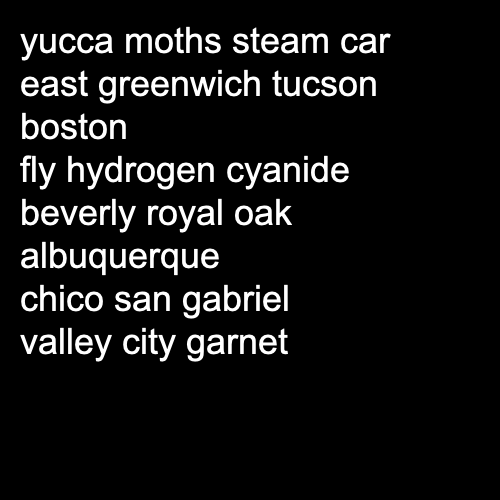 yucca moths steam car
east greenwich tucson
boston
fly hydrogen cyanide
beverly royal oak
albuquerque
chico san gabriel
valley city garnet